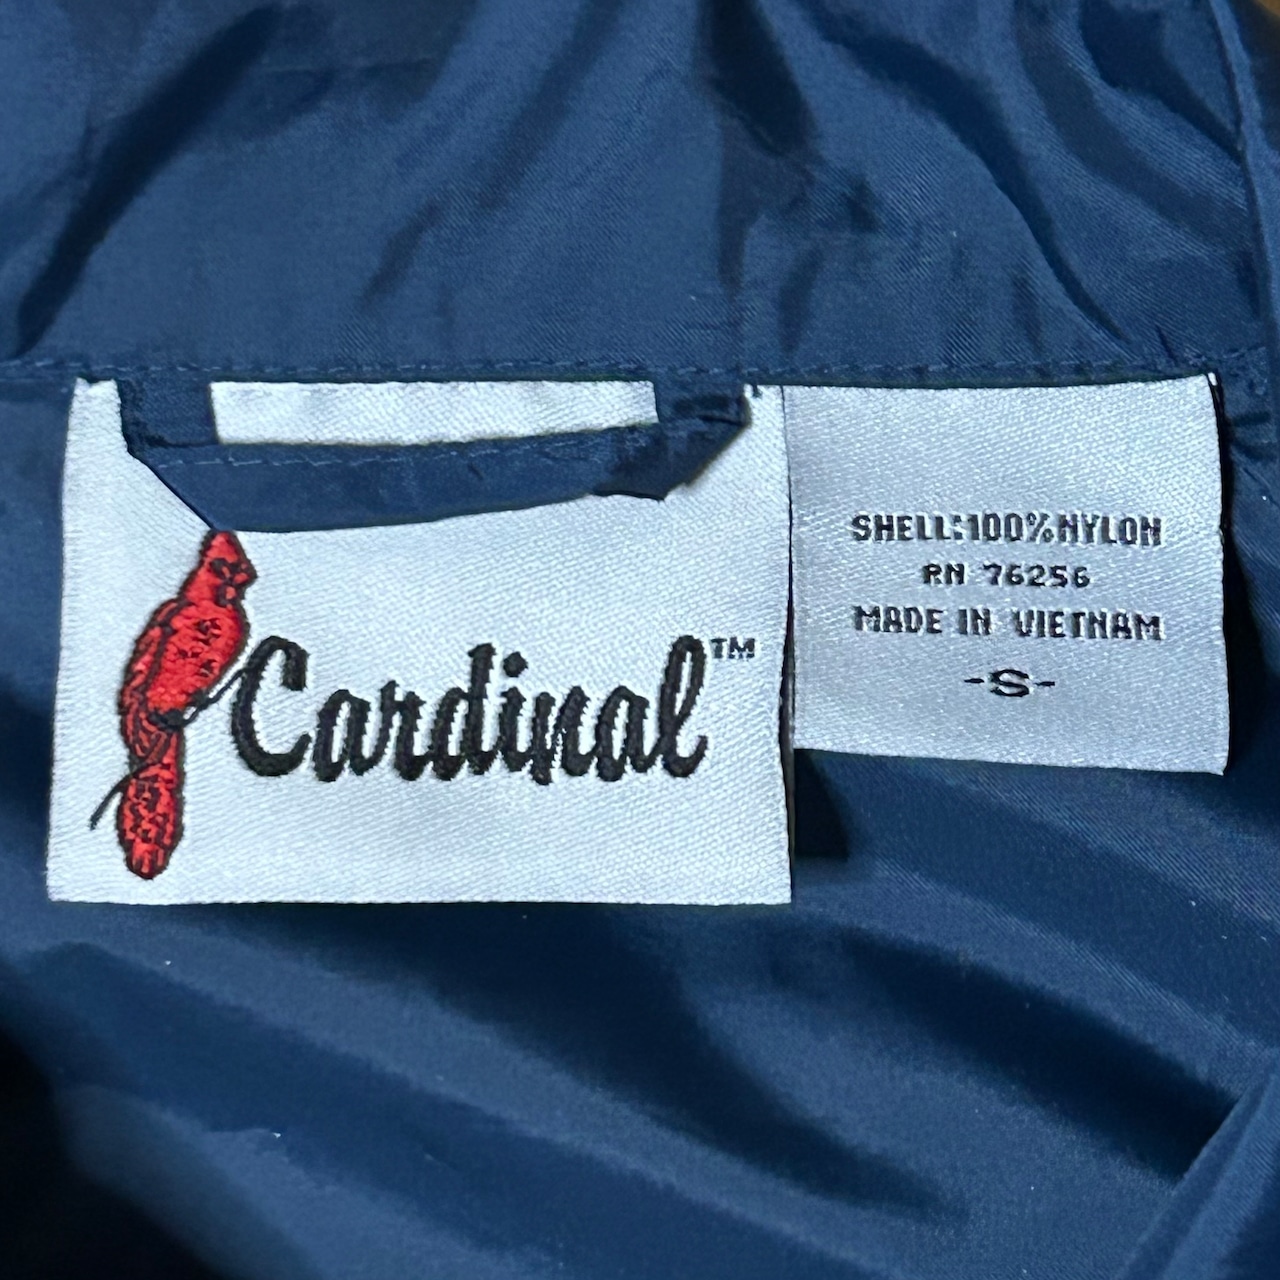 Cardinal™
SHELL:100%NYLON
RN 76256
MADE IN VIETNAM
-S-